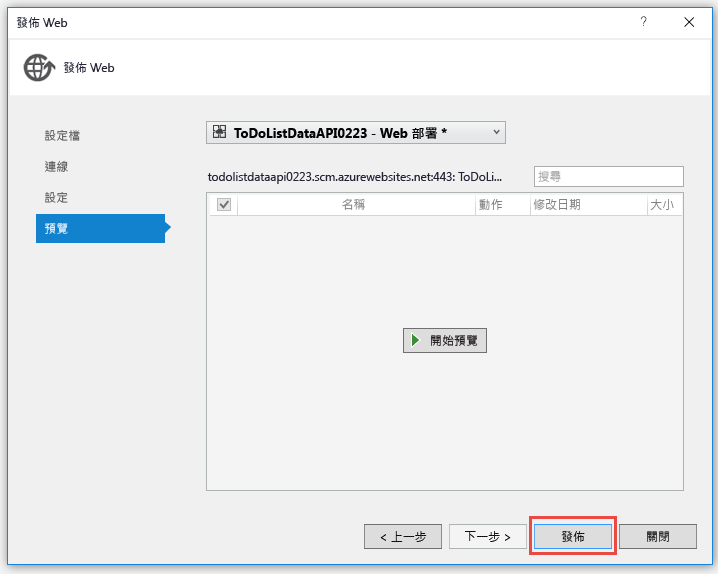 發佈 Web
?
發佈 Web
設定檔
連線
設定
預覽
ToDoListDataAPI0223 - Web 部署 *
todolistdataapi0223.scm.azurewebsites.net:443: ToDoLi...
搜尋
名稱 動作 修改日期 大小
開始預覽
< 上一步 下一步 > 發佈 關閉